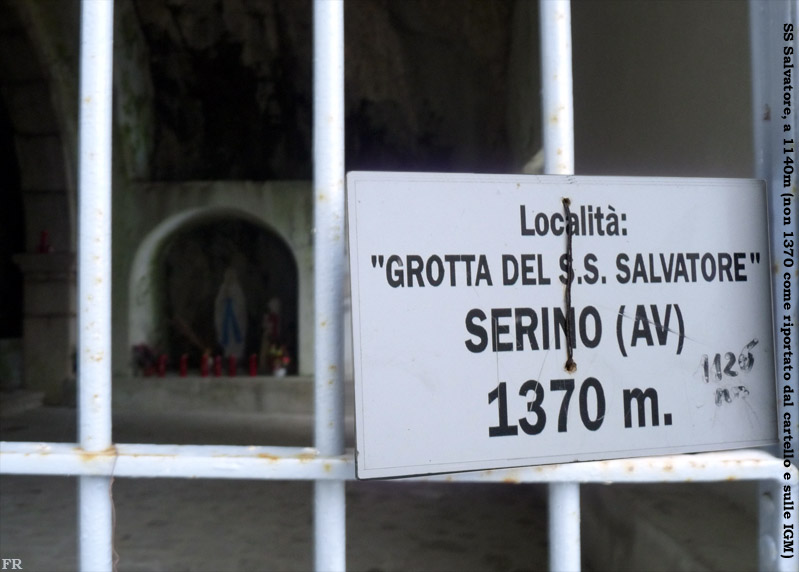 Località:
"GROTTA DEL S.S. SALVATORE"
SERINO (AV)
1370 m.
1125
SS Salvatore, a 1140m (non 1370 come riportato dal cartello e sulle IGM)
FR